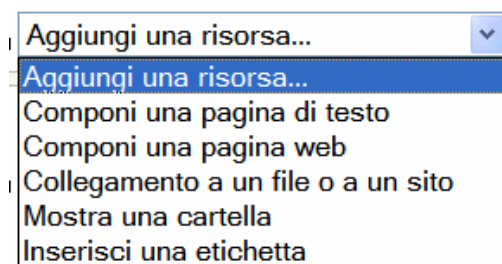 Aggiungi una risorsa...
Aggiungi una risorsa...
Componi una pagina di testo
Componi una pagina web
Collegamento a un file o a un sito
Mostra una cartella
Inserisci una etichetta